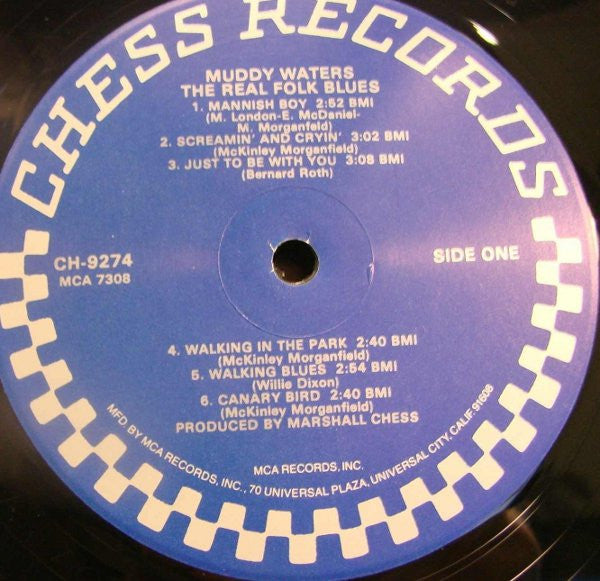 CHESS RECORDS
MUDDY WATERS
THE REAL FOLK BLUES
1. MANNISH BOY 2:52 BMI
(M. London-E. McDaniel-
M. Morganfield)
2. SCREAMIN' AND CRYIN' 3:02 BMI
(McKinley Morganfield)
3. JUST TO BE WITH YOU 3:08 BMI
(Bernard Roth)
CH-9274
MCA 7308
SIDE ONE
4. WALKING IN THE PARK 2:40 BMI
(McKinley Morganfield)
5. WALKING BLUES 2:54 BMI
(Willie Dixon)
6. CANARY BIRD 2:40 BMI
(McKinley Morganfield)
PRODUCED BY MARSHALL CHESS
MCA RECORDS, INC.
MFD. BY MCA RECORDS, INC., 70 UNIVERSAL PLAZA, UNIVERSAL CITY, CALIF. 91608